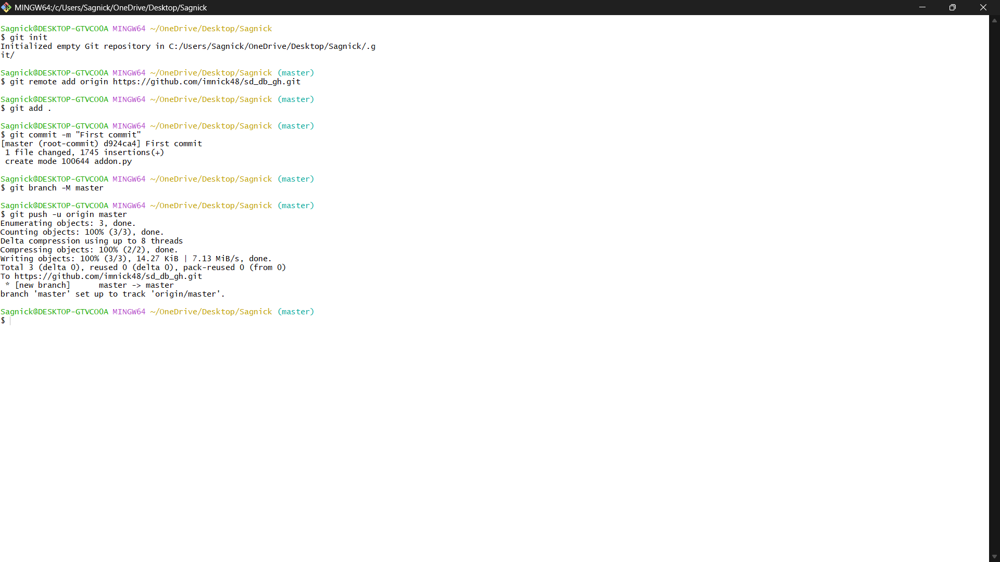 MINGW64:/c/Users/Sagnick/OneDrive/Desktop/Sagnick
Sagnick@DESKTOP-GTVCO0A MINGW64 ~/OneDrive/Desktop/Sagnick
$ git init
Initialized empty Git repository in C:/Users/Sagnick/OneDrive/Desktop/Sagnick/.g
it/
Sagnick@DESKTOP-GTVCO0A MINGW64 ~/OneDrive/Desktop/Sagnick (master)
$ git remote add origin https://github.com/imnick48/sd_db_gh.git
Sagnick@DESKTOP-GTVCO0A MINGW64 ~/OneDrive/Desktop/Sagnick (master)
$ git add .
Sagnick@DESKTOP-GTVCO0A MINGW64 ~/OneDrive/Desktop/Sagnick (master)
$ git commit -m "First commit"
[master (root-commit) d924ca4] First commit
 1 file changed, 1745 insertions(+)
 create mode 100644 addon.py
Sagnick@DESKTOP-GTVCO0A MINGW64 ~/OneDrive/Desktop/Sagnick (master)
$ git branch -M master
Sagnick@DESKTOP-GTVCO0A MINGW64 ~/OneDrive/Desktop/Sagnick (master)
$ git push -u origin master
Enumerating objects: 3, done.
Counting objects: 100% (3/3), done.
Delta compression using up to 8 threads
Compressing objects: 100% (2/2), done.
Writing objects: 100% (3/3), 14.27 KiB | 7.13 MiB/s, done.
Total 3 (delta 0), reused 0 (delta 0), pack-reused 0 (from 0)
To https://github.com/imnick48/sd_db_gh.git
 * [new branch]      master -> master
branch 'master' set up to track 'origin/master'.
Sagnick@DESKTOP-GTVCO0A MINGW64 ~/OneDrive/Desktop/Sagnick (master)
$